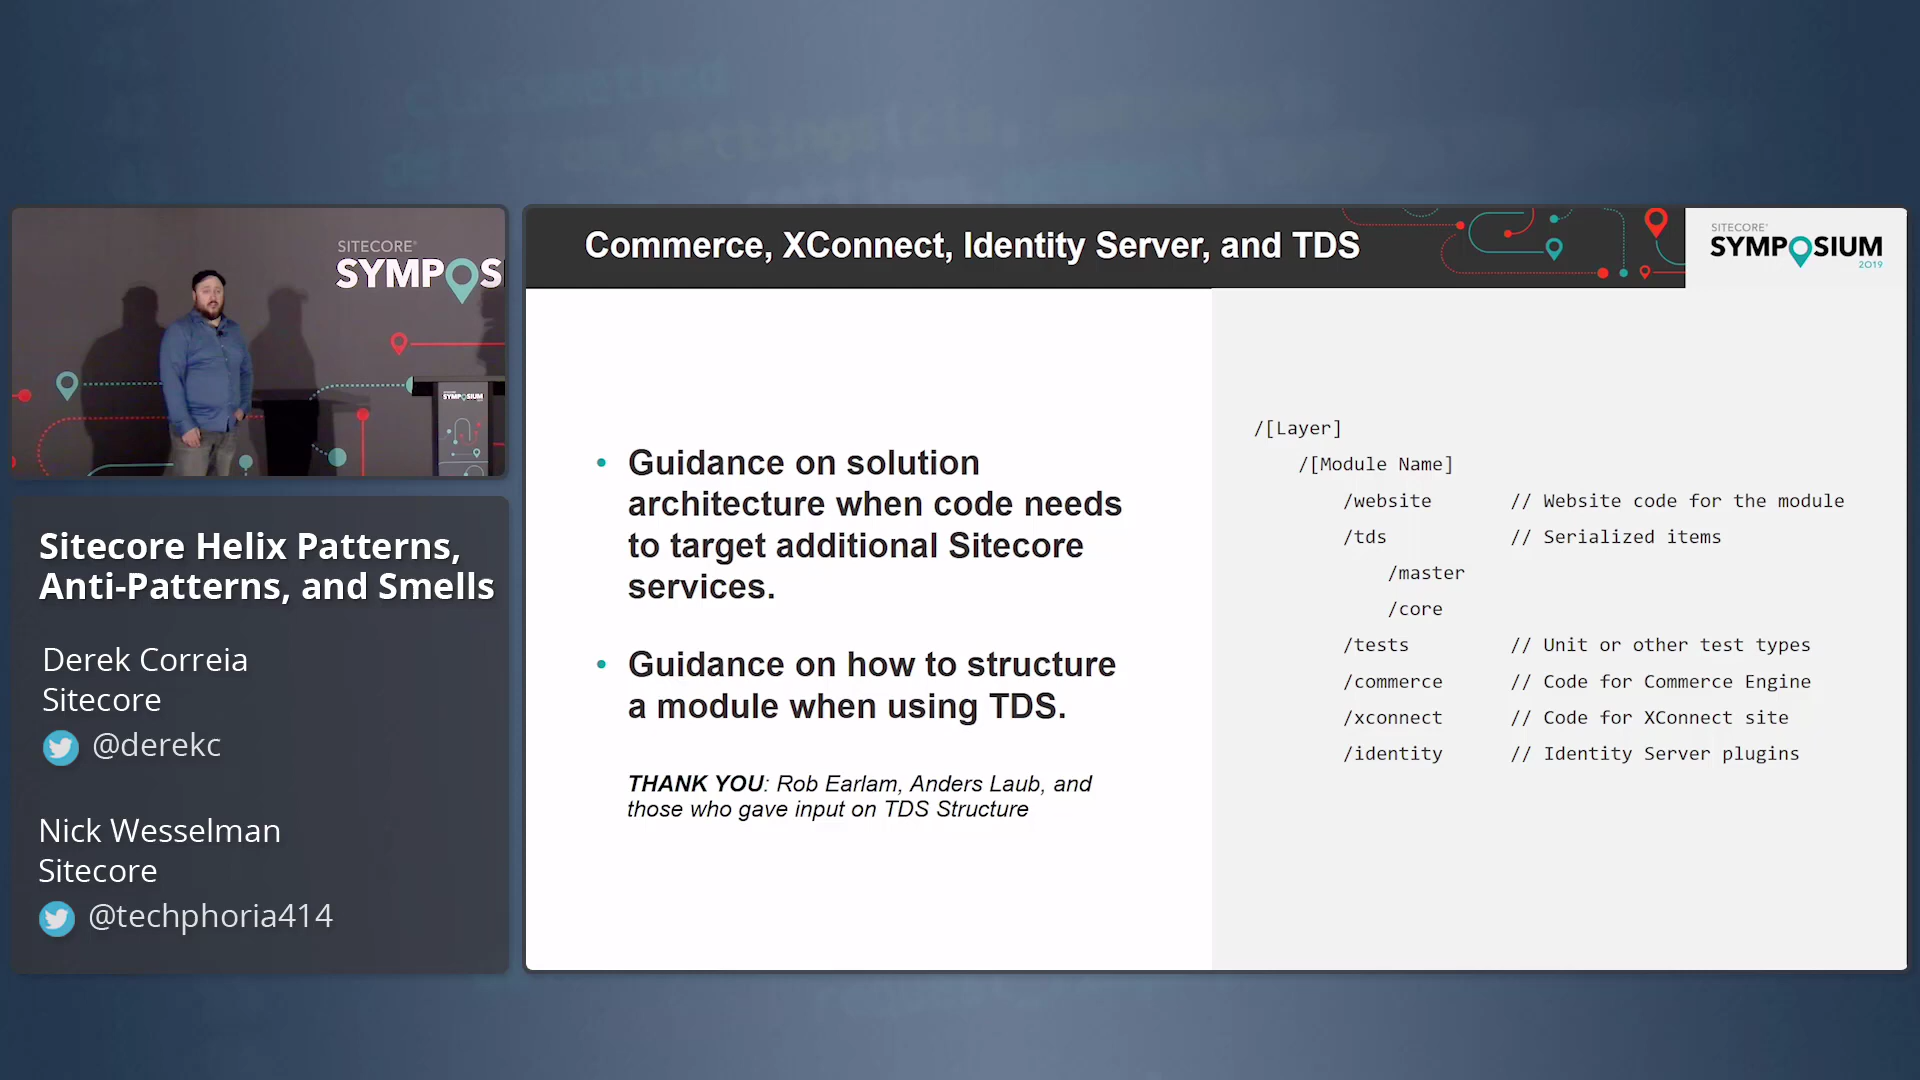 SITECORE®
SYMPOS
SITECORE
SYMPOSIUM
Sitecore Helix Patterns,
Anti-Patterns, and Smells
Derek Correia
Sitecore
@derekc
Nick Wesselman
Sitecore
@techphoria414
Commerce, XConnect, Identity Server, and TDS
SITECORE®
SYMPOSIUM
2019
• Guidance on solution
architecture when code needs
to target additional Sitecore
services.
• Guidance on how to structure
a module when using TDS.
THANK YOU: Rob Earlam, Anders Laub, and
those who gave input on TDS Structure
/[Layer]
/[Module Name]
/website // Website code for the module
/tds // Serialized items
/master
/core
/tests // Unit or other test types
/commerce // Code for Commerce Engine
/xconnect // Code for XConnect site
/identity // Identity Server plugins